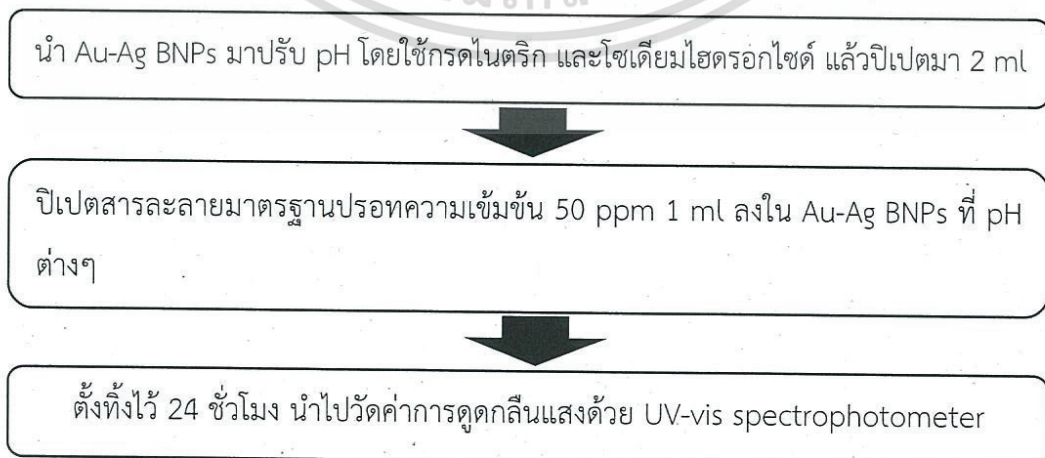 นำ Au-Ag BNPs มาปรับ pH โดยใช้กรดไนตริก และโซเดียมไฮดรอกไซด์ แล้วปิเปตมา 2 ml
ปิเปตสารละลายมาตรฐานปรอทความเข้มข้น 50 ppm 1 ml ลงใน Au-Ag BNPs ที่ pH
ต่างๆ
ตั้งทิ้งไว้ 24 ชั่วโมง นำไปวัดค่าการดูดกลืนแสงด้วย UV-vis spectrophotometer